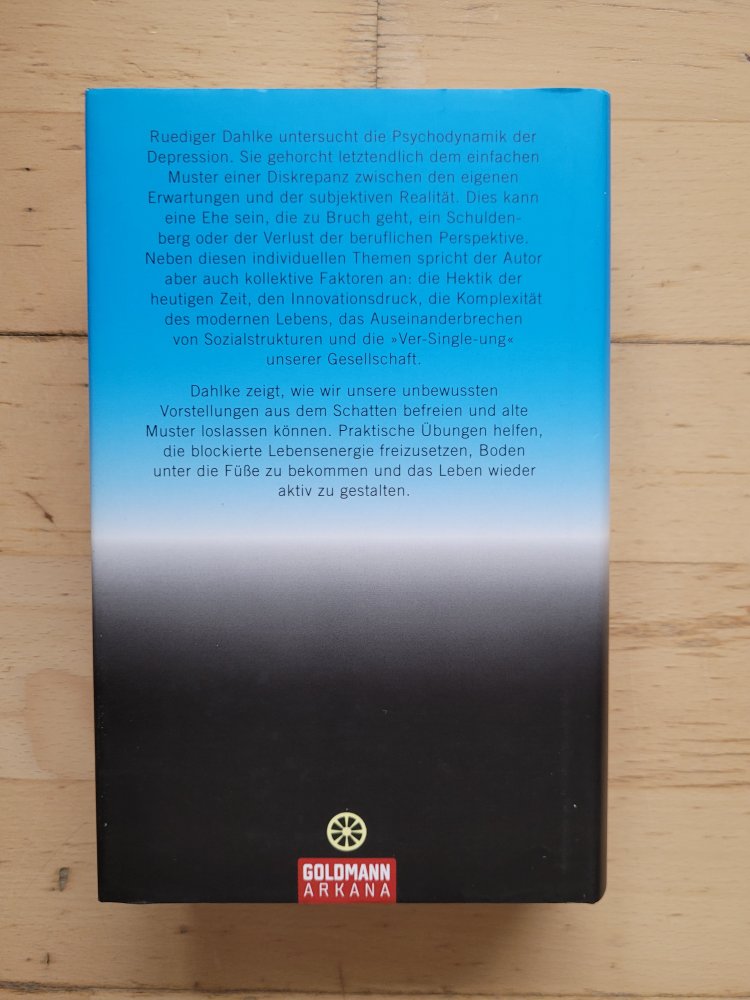 Ruediger Dahlke untersucht die Psychodynamik der
Depression. Sie gehorcht letztendlich dem einfachen
Muster einer Diskrepanz zwischen den eigenen
Erwartungen und der subjektiven Realität. Dies kann
eine Ehe sein, die zu Bruch geht, ein Schulden-
berg oder der Verlust der beruflichen Perspektive.
Neben diesen individuellen Themen spricht der Autor
aber auch kollektive Faktoren an: die Hektik der
heutigen Zeit, den Innovationsdruck, die Komplexität
des modernen Lebens, das Auseinanderbrechen
von Sozialstrukturen und die »Ver-Single-ung«
unserer Gesellschaft.
Dahlke zeigt, wie wir unsere unbewussten
Vorstellungen aus dem Schatten befreien und alte
Muster loslassen können. Praktische Übungen helfen,
die blockierte Lebensenergie freizusetzen, Boden
unter die Füße zu bekommen und das Leben wieder
aktiv zu gestalten.
GOLDMANN
ARKANA